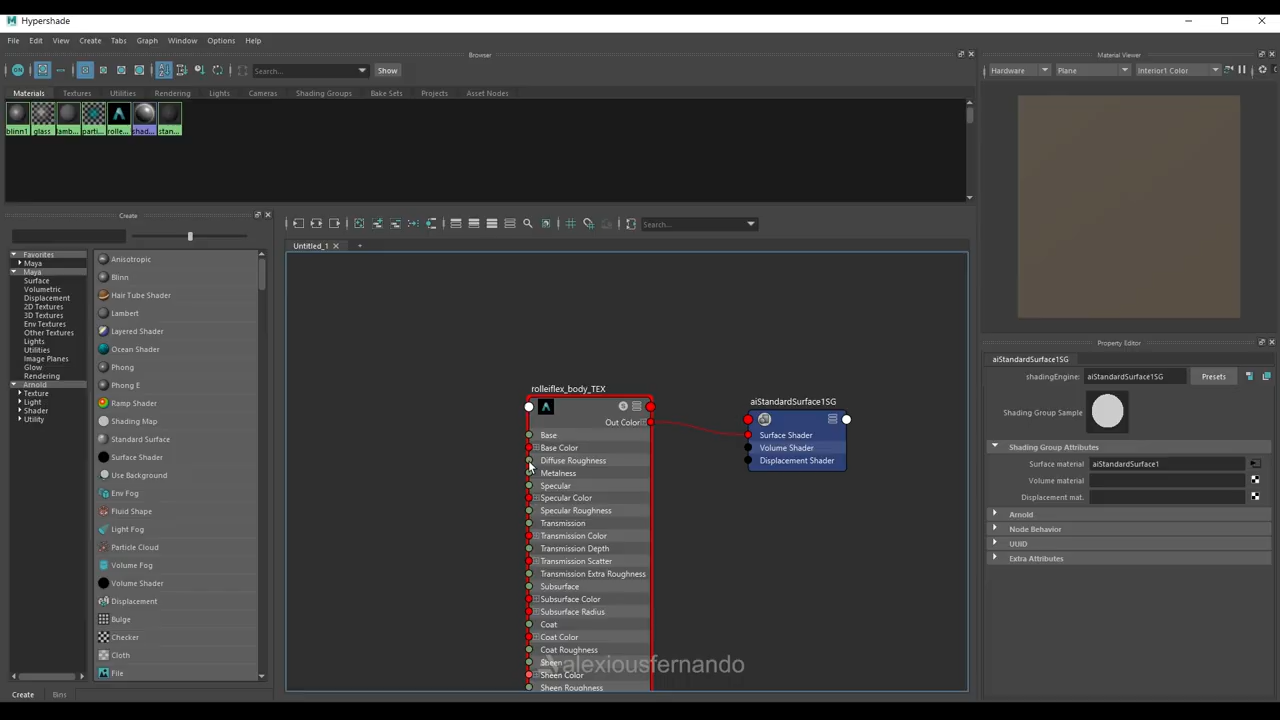 Hypershade
File Edit View Create Tabs Graph Window Options Help
Browser
Material Viewer
ON
Search...
Show
Hardware
Plane
Interior1 Color
Materials Textures Utilities Rendering Lights Cameras Shading Groups Bake Sets Projects Asset Nodes
blinn1 glass lamb... parti... rolle... shad... stan...
Create
Search...
Untitled_1
Favorites
Maya
Maya
Surface
Volumetric
Displacement
2D Textures
3D Textures
Env Textures
Other Textures
Lights
Utilities
Image Planes
Glow
Rendering
Arnold
Texture
Light
Shader
Utility
Anisotropic
Blinn
Hair Tube Shader
Lambert
Layered Shader
Ocean Shader
Phong
Phong E
Ramp Shader
Shading Map
Standard Surface
Surface Shader
Use Background
Env Fog
Fluid Shape
Light Fog
Particle Cloud
Volume Fog
Volume Shader
Displacement
Bulge
Checker
Cloth
File
Create Bins
rolleiflex_body_TEX
Out Color
Base
Base Color
Diffuse Roughness
Metalness
Specular
Specular Color
Specular Roughness
Transmission
Transmission Color
Transmission Depth
Transmission Scatter
Transmission Extra Roughness
Subsurface
Subsurface Color
Subsurface Radius
Coat
Coat Color
Coat Roughness
Sheen
Sheen Color
Sheen Roughness
alexiousfernando
aiStandardSurface1SG
Surface Shader
Volume Shader
Displacement Shader
Property Editor
aiStandardSurface1SG
shadingEngine: aiStandardSurface1SG
Presets
Shading Group Sample
Shading Group Attributes
Surface material aiStandardSurface1
Volume material
Displacement mat.
Arnold
Node Behavior
UUID
Extra Attributes